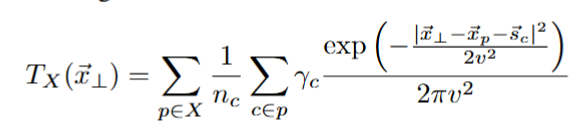 T_X(\vec{x}_\perp) = \sum_{p \in X} \frac{1}{n_c} \sum_{c \in p} \gamma_c \frac{\exp\left(-\frac{|\vec{x}_\perp - \vec{x}_p - \vec{s}_c|^2}{2v^2}\right)}{2\pi v^2}